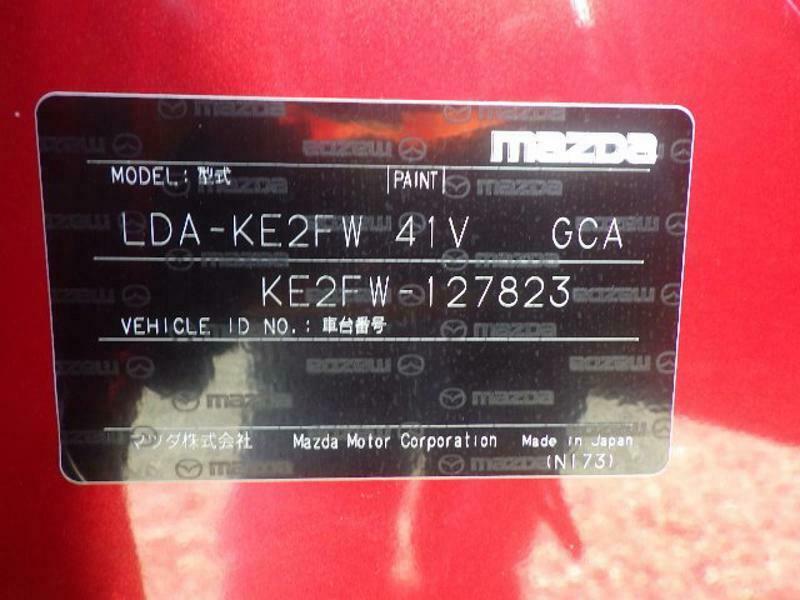 mazda
MODEL: 型式 PAINT
LDA-KE2FW 41V GCA
KE2FW-127823
VEHICLE ID NO.: 車台番号
マツダ株式会社 Mazda Motor Corporation Made in Japan
(N173)